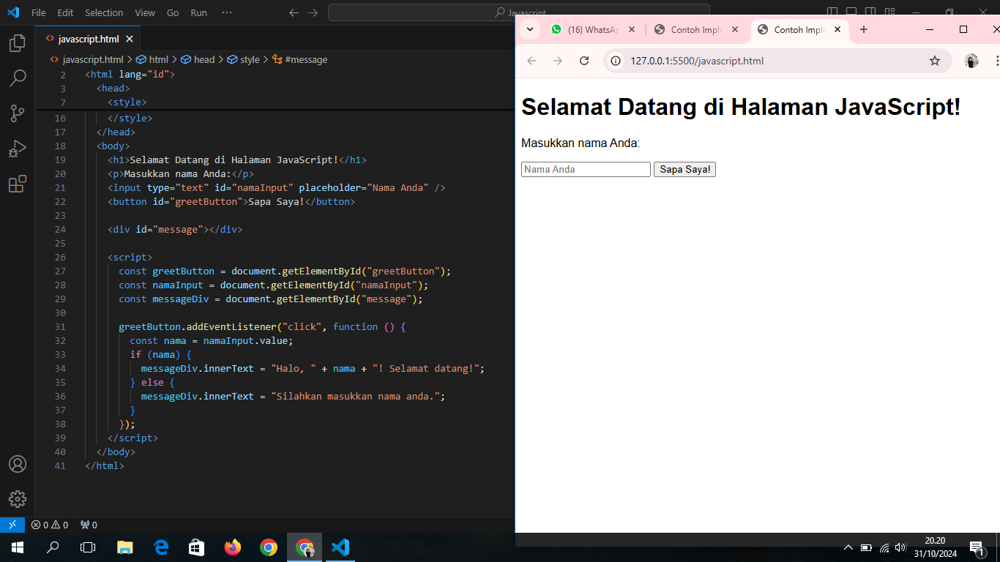 File Edit Selection View Go Run ··· Javascript
javascript.html
javascript.html > html > head > style > #message
2 <html lang="id">
3 <head>
7 <style>
16 </style>
17 </head>
18 <body>
19 <h1>Selamat Datang di Halaman JavaScript!</h1>
20 <p>Masukkan nama Anda:</p>
21 <input type="text" id="namaInput" placeholder="Nama Anda" />
22 <button id="greetButton">Sapa Saya!</button>
23
24 <div id="message"></div>
25
26 <script>
27 const greetButton = document.getElementById("greetButton");
28 const namaInput = document.getElementById("namaInput");
29 const messageDiv = document.getElementById("message");
30
31 greetButton.addEventListener("click", function () {
32 const nama = namaInput.value;
33 if (nama) {
34 messageDiv.innerText = "Halo, " + nama + "! Selamat datang!";
35 } else {
36 messageDiv.innerText = "Silahkan masukkan nama anda.";
37 }
38 });
39 </script>
40 </body>
41 </html>
0 0 0
(16) WhatsAp Contoh Imple Contoh Imple
127.0.0.1:5500/javascript.html
Selamat Datang di Halaman JavaScript!
Masukkan nama Anda:
Nama Anda Sapa Saya!
20.20
31/10/2024
1